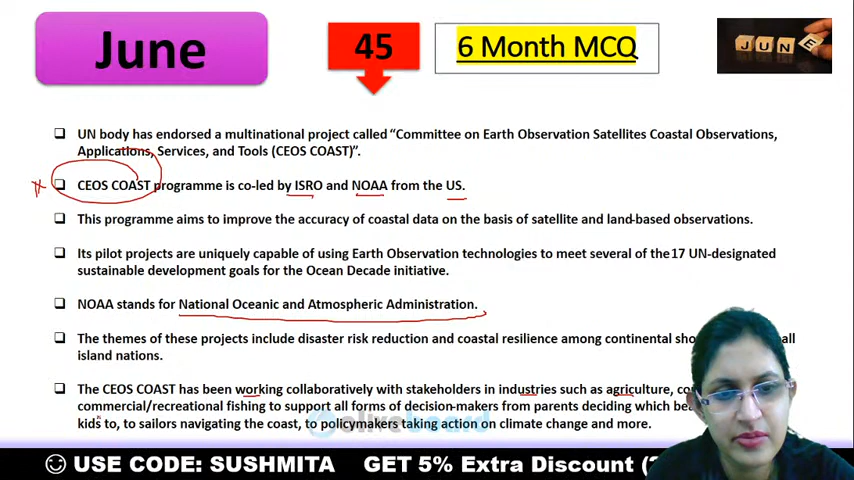 June
45
6 Month MCQ
JUNE
UN body has endorsed a multinational project called “Committee on Earth Observation Satellites Coastal Observations,
Applications, Services, and Tools (CEOS COAST)”.
CEOS COAST programme is co-led by ISRO and NOAA from the US.
This programme aims to improve the accuracy of coastal data on the basis of satellite and land-based observations.
Its pilot projects are uniquely capable of using Earth Observation technologies to meet several of the 17 UN-designated
sustainable development goals for the Ocean Decade initiative.
NOAA stands for National Oceanic and Atmospheric Administration.
The themes of these projects include disaster risk reduction and coastal resilience among continental
island nations.
The CEOS COAST has been working collaboratively with stakeholders in industries such as agriculture,
commercial/recreational fishing to support all forms of decision-makers from parents deciding which
kids to, to sailors navigating the coast, to policymakers taking action on climate change and more.
oliveboard
USE CODE: SUSHMITA GET 5% Extra Discount